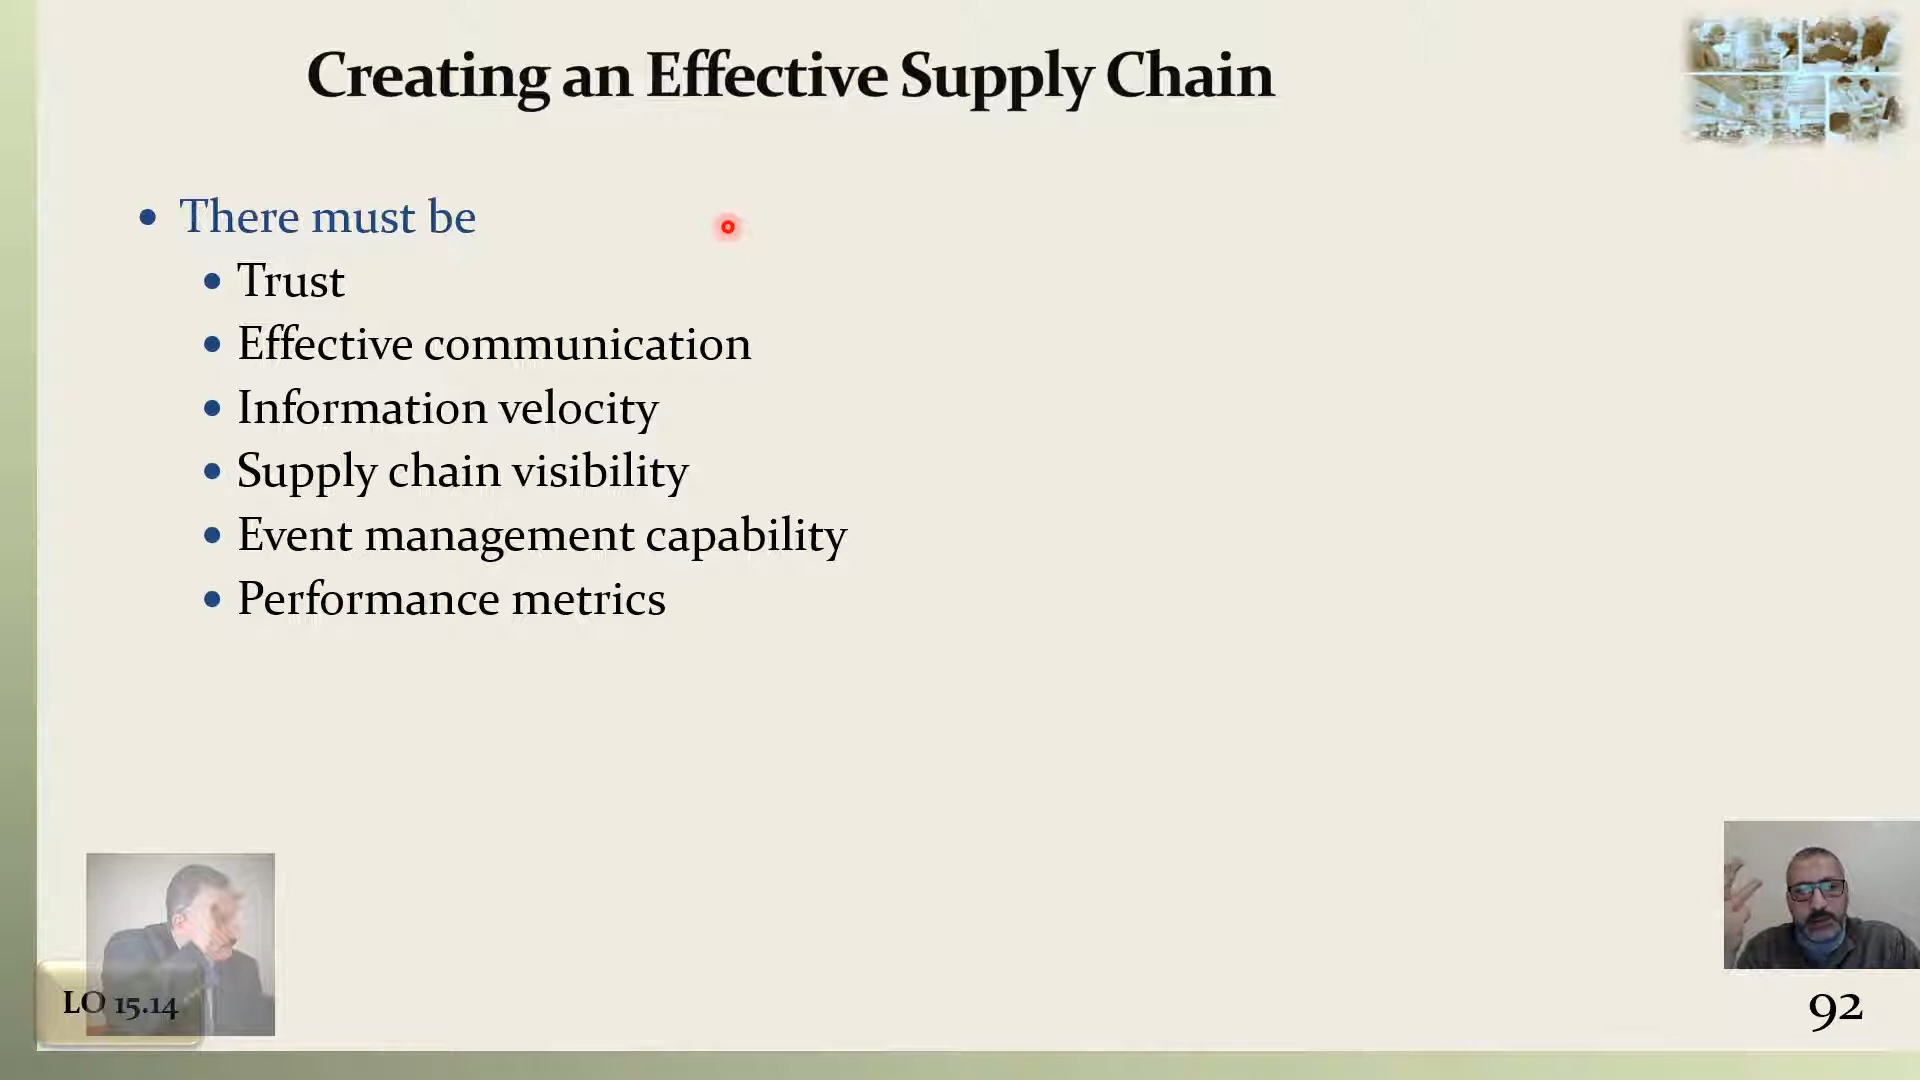 Creating an Effective Supply Chain
• There must be
• Trust
• Effective communication
• Information velocity
• Supply chain visibility
• Event management capability
• Performance metrics
LO 15.14
92